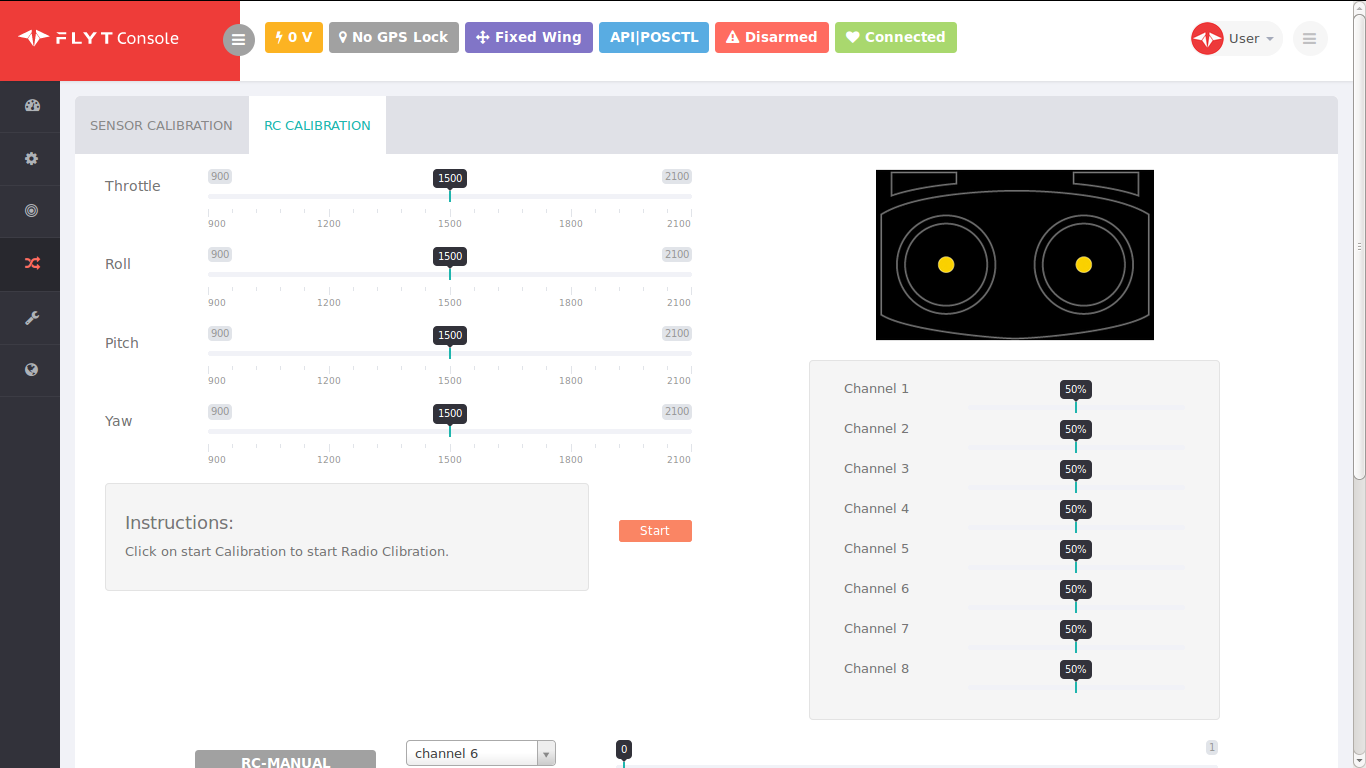 FLYT Console
0 V
No GPS Lock
Fixed Wing
API|POSCTL
Disarmed
Connected
User
SENSOR CALIBRATION
RC CALIBRATION
Throttle
900
1500
2100
900 1200 1500 1800 2100
Roll
900
1500
2100
900 1200 1500 1800 2100
Pitch
900
1500
2100
900 1200 1500 1800 2100
Yaw
900
1500
2100
900 1200 1500 1800 2100
Instructions:
Click on start Calibration to start Radio Clibration.
Start
Channel 1 50%
Channel 2 50%
Channel 3 50%
Channel 4 50%
Channel 5 50%
Channel 6 50%
Channel 7 50%
Channel 8 50%
RC-MANUAL
channel 6
0
1